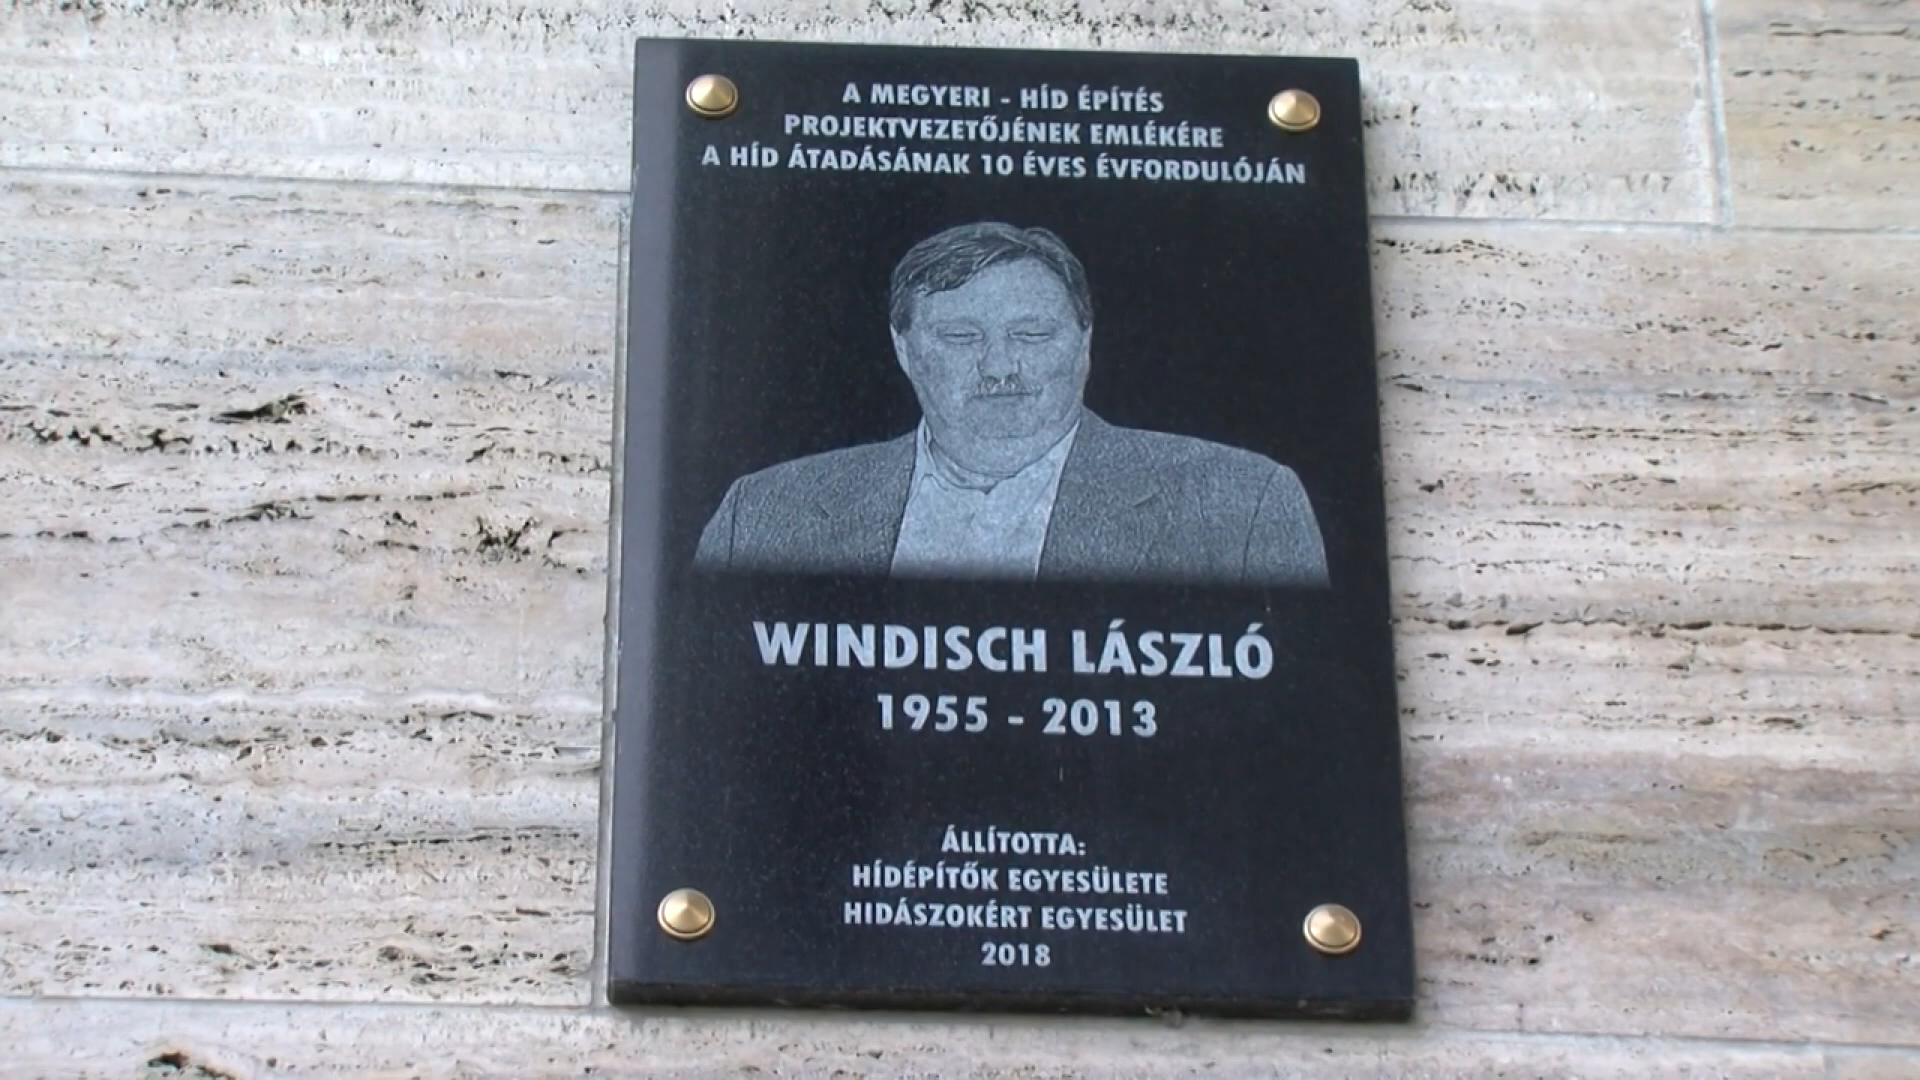 A MEGYERI - HÍD ÉPÍTÉS
PROJEKTVEZETŐJÉNEK EMLÉKÉRE
A HÍD ÁTADÁSÁNAK 10 ÉVES ÉVFORDULÓJÁN
WINDISCH LÁSZLÓ
1955 - 2013
ÁLLÍTOTTA:
HÍDÉPÍTŐK EGYESÜLETE
HIDÁSZOKÉRT EGYESÜLET
2018